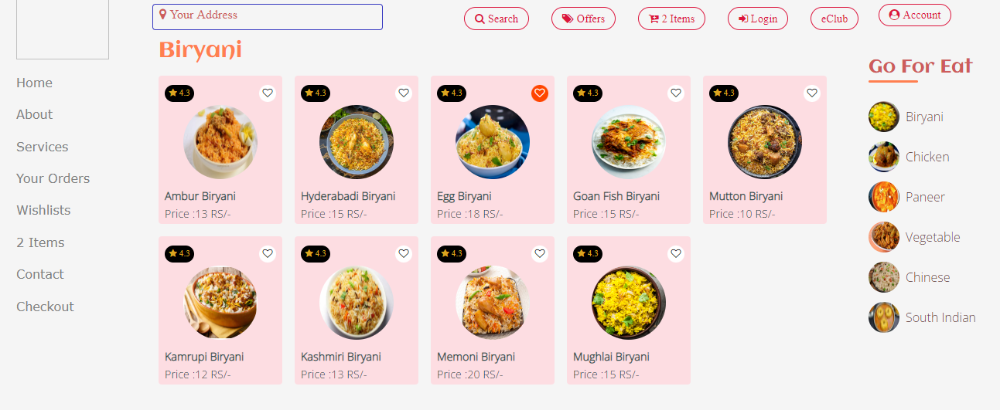 Your Address
Search
Offers
2 Items
Login
eClub
Account
Home
About
Services
Your Orders
Wishlists
2 Items
Contact
Checkout
Biryani
4.3
Ambur Biryani
Price :13 RS/-
4.3
Hyderabadi Biryani
Price :15 RS/-
4.3
Egg Biryani
Price :18 RS/-
4.3
Goan Fish Biryani
Price :15 RS/-
4.3
Mutton Biryani
Price :10 RS/-
4.3
Kamrupi Biryani
Price :12 RS/-
4.3
Kashmiri Biryani
Price :13 RS/-
4.3
Memoni Biryani
Price :20 RS/-
4.3
Mughlai Biryani
Price :15 RS/-
Go For Eat
Biryani
Chicken
Paneer
Vegetable
Chinese
South Indian